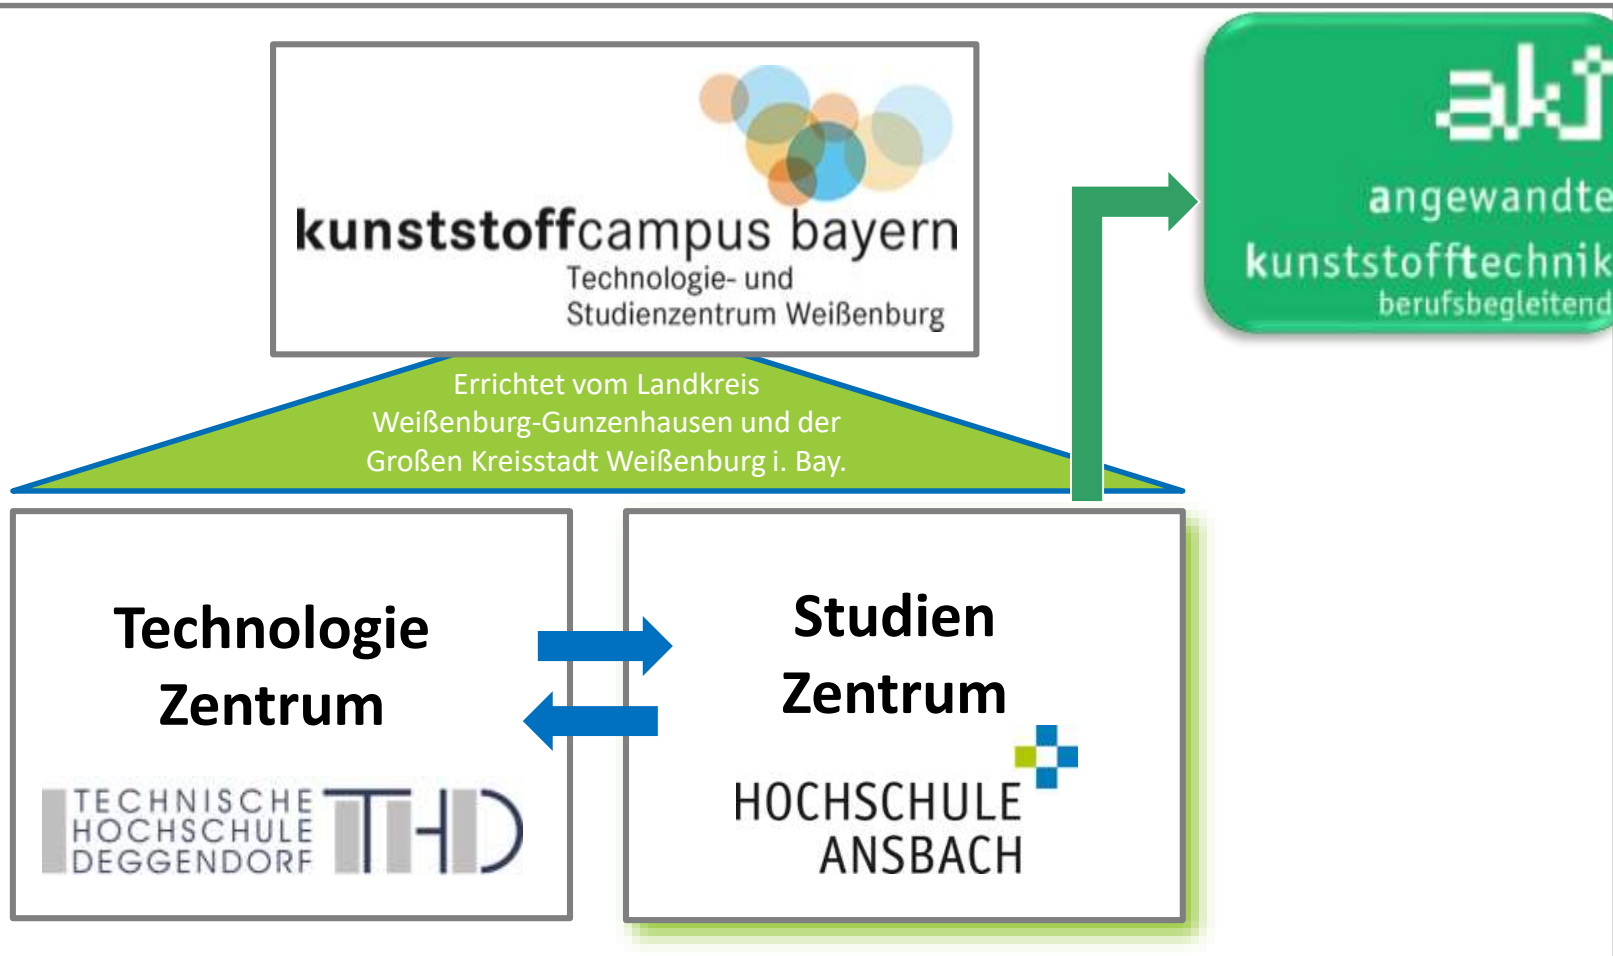 kunststoffcampus bayern
Technologie- und
Studienzentrum Weißenburg
akt
angewandte
kunststofftechnik
berufsbegleitend
Errichtet vom Landkreis
Weißenburg-Gunzenhausen und der
Großen Kreisstadt Weißenburg i. Bay.
Technologie
Zentrum
TECHNISCHE
HOCHSCHULE
DEGGENDORF
THD
Studien
Zentrum
HOCHSCHULE
ANSBACH